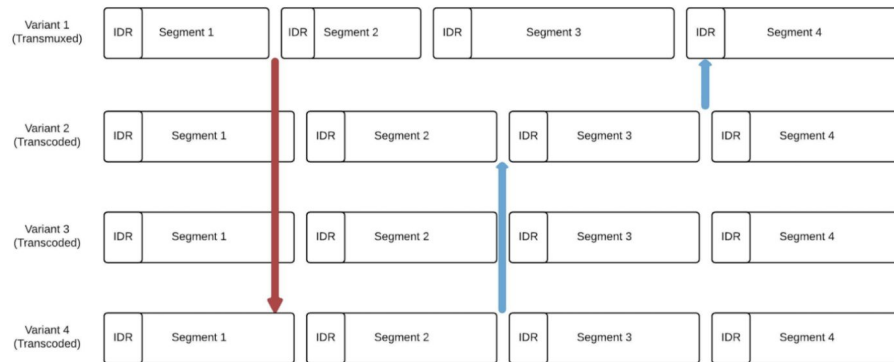 Variant 1
(Transmuxed)
IDR Segment 1 IDR Segment 2 IDR Segment 3 IDR Segment 4
Variant 2
(Transcoded)
IDR Segment 1 IDR Segment 2 IDR Segment 3 IDR Segment 4
Variant 3
(Transcoded)
IDR Segment 1 IDR Segment 2 IDR Segment 3 IDR Segment 4
Variant 4
(Transcoded)
IDR Segment 1 IDR Segment 2 IDR Segment 3 IDR Segment 4